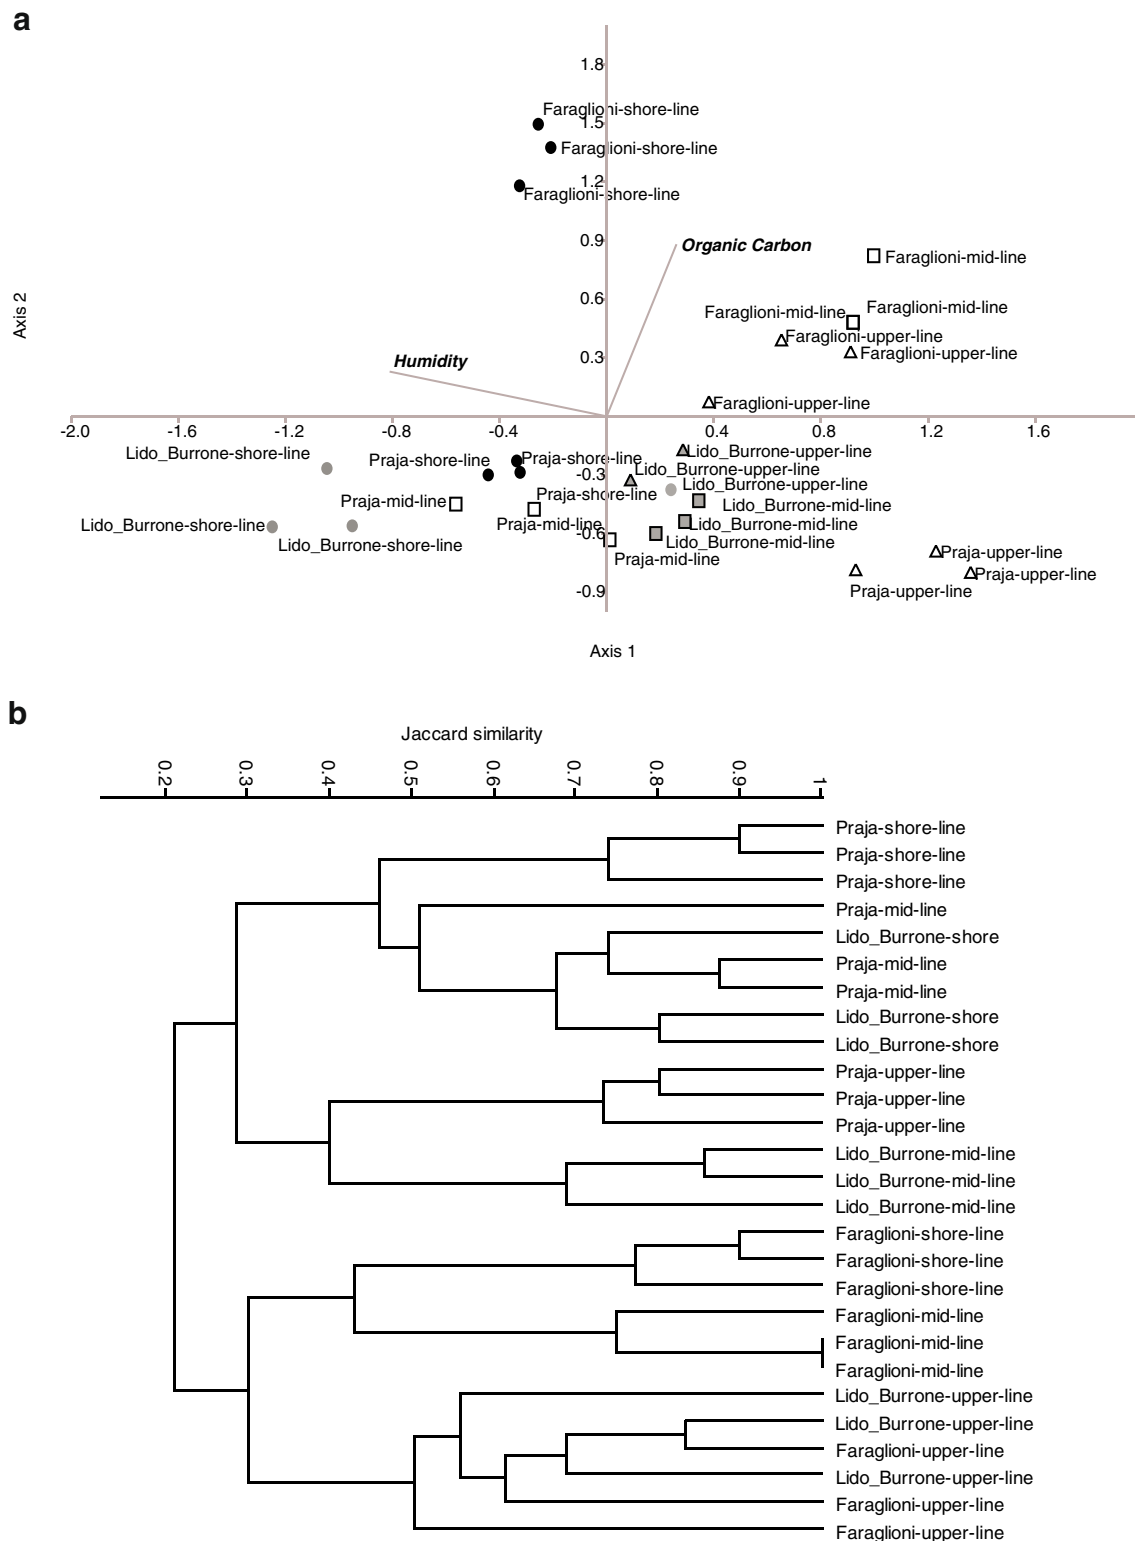 a
1.8
Faraglioni-shore-line
1.5
Faraglioni-shore-line
1.2
Faraglioni-shore-line
0.9
Organic Carbon
Faraglioni-mid-line
0.6
Axis 2
Faraglioni-mid-line
Faraglioni-mid-line
Faraglioni-upper-line
0.3
Faraglioni-upper-line
Humidity
Faraglioni-upper-line
-2.0 -1.6 -1.2 -0.8 -0.4 0.4 0.8 1.2 1.6
Lido_Burrone-shore-line
Praja-shore-line
Praja-shore-line
Lido_Burrone-upper-line
-0.3
Lido_Burrone-upper-line
Lido_Burrone-upper-line
Praja-mid-line
Praja-shore-line
Lido_Burrone-mid-line
Lido_Burrone-shore-line
Praja-mid-line
Lido_Burrone-mid-line
-0.6
Lido_Burrone-shore-line
Lido_Burrone-mid-line
Praja-mid-line
Praja-upper-line
Praja-upper-line
-0.9
Praja-upper-line
Axis 1
b
Jaccard similarity
0.2 0.3 0.4 0.5 0.6 0.7 0.8 0.9 1
Praja-shore-line
Praja-shore-line
Praja-shore-line
Praja-mid-line
Lido_Burrone-shore
Praja-mid-line
Praja-mid-line
Lido_Burrone-shore
Lido_Burrone-shore
Praja-upper-line
Praja-upper-line
Praja-upper-line
Lido_Burrone-mid-line
Lido_Burrone-mid-line
Lido_Burrone-mid-line
Faraglioni-shore-line
Faraglioni-shore-line
Faraglioni-shore-line
Faraglioni-mid-line
Faraglioni-mid-line
Faraglioni-mid-line
Lido_Burrone-upper-line
Lido_Burrone-upper-line
Faraglioni-upper-line
Lido_Burrone-upper-line
Faraglioni-upper-line
Faraglioni-upper-line